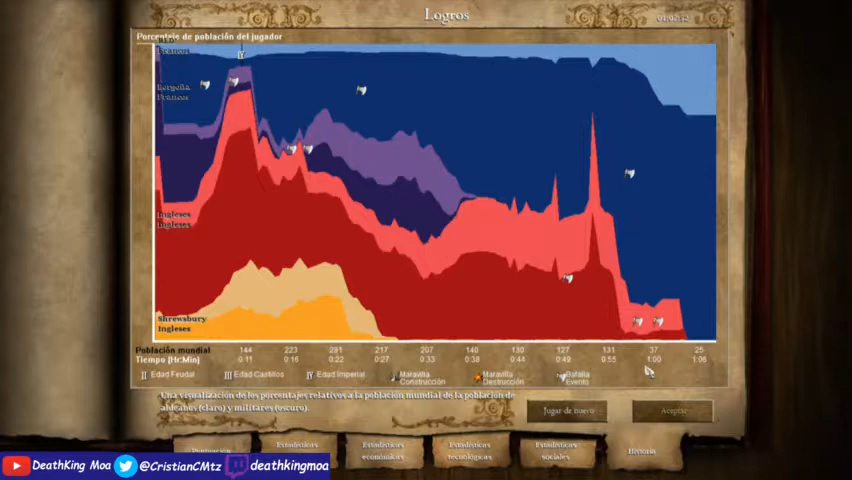 Logros
01:07:52
Porcentaje de población del jugador
Francos
Borgoña
Francos
Ingleses
Ingleses
Shrewsbury
Ingleses
Población mundial 144 223 291 217 207 140 130 127 131 37 25
Tiempo [Hr:Min] 0:11 0:16 0:22 0:27 0:33 0:38 0:44 0:49 0:55 1:00 1:06
II Edad Feudal III Edad Castillos IV Edad Imperial Maravilla Construcción Maravilla Destrucción Batalla Evento
Una visualización de los porcentajes relativos a la población mundial de la población de
aldeanos (claro) y militares (oscuro).
Jugar de nuevo Aceptar
Puntuación Estadísticas Estadísticas económicas Estadísticas tecnológicas Estadísticas sociales Historia
DeathKing Moa @CristianCMtz deathkingmoa